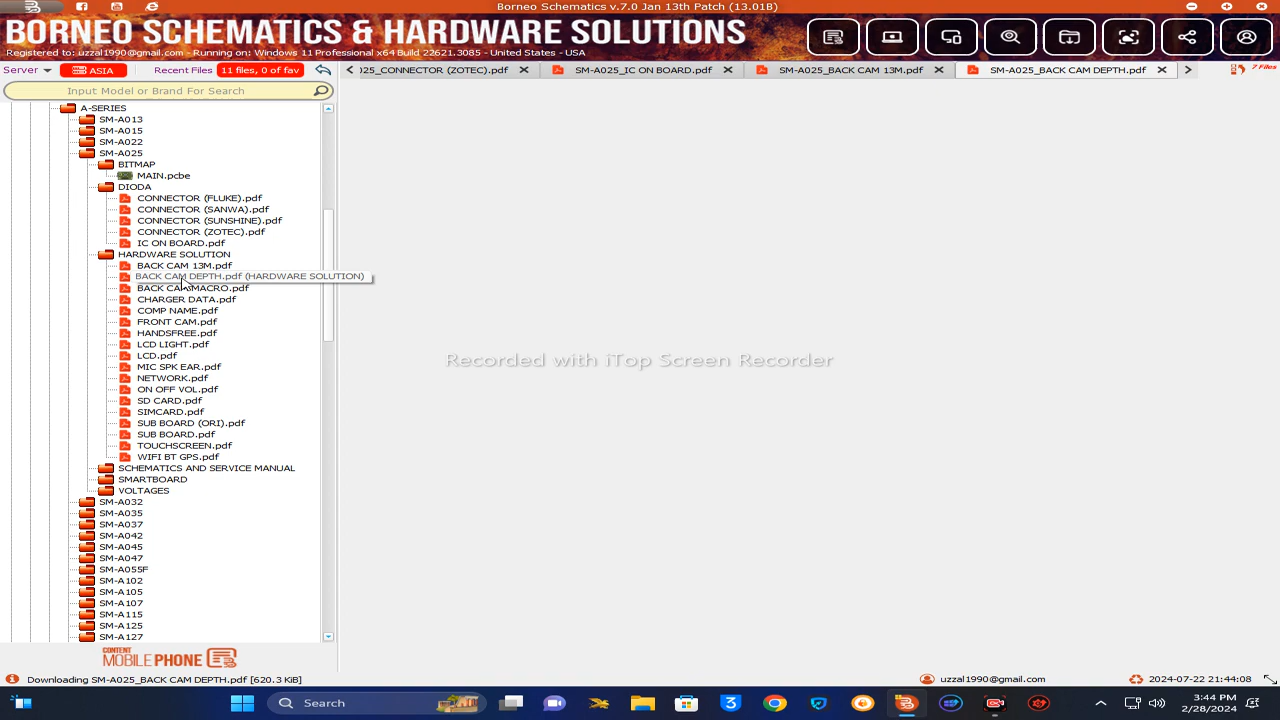 Borneo Schematics v.7.0 Jan 13th Patch (13.01B)
BORNEO SCHEMATICS & HARDWARE SOLUTIONS
Registered to: uzzal1990@gmail.com - Running on: Windows 11 Professional x64 Build 22621.3085 - United States - USA
Server ASIA Recent Files 11 files, 0 of fav
025_CONNECTOR (ZOTEC).pdf SM-A025_IC ON BOARD.pdf SM-A025_BACK CAM 13M.pdf SM-A025_BACK CAM DEPTH.pdf 7 Files
Input Model or Brand For Search
A-SERIES
SM-A013
SM-A015
SM-A022
SM-A025
BITMAP
MAIN.pcbe
DIODA
CONNECTOR (FLUKE).pdf
CONNECTOR (SANWA).pdf
CONNECTOR (SUNSHINE).pdf
CONNECTOR (ZOTEC).pdf
IC ON BOARD.pdf
HARDWARE SOLUTION
BACK CAM 13M.pdf
BACK CAM DEPTH.pdf (HARDWARE SOLUTION)
BACK CAM MACRO.pdf
CHARGER DATA.pdf
COMP NAME.pdf
FRONT CAM.pdf
HANDSFREE.pdf
LCD LIGHT.pdf
LCD.pdf
MIC SPK EAR.pdf
NETWORK.pdf
ON OFF VOL.pdf
SD CARD.pdf
SIMCARD.pdf
SUB BOARD (ORI).pdf
SUB BOARD.pdf
TOUCHSCREEN.pdf
WIFI BT GPS.pdf
SCHEMATICS AND SERVICE MANUAL
SMARTBOARD
VOLTAGES
SM-A032
SM-A035
SM-A037
SM-A042
SM-A045
SM-A047
SM-A055F
SM-A102
SM-A105
SM-A107
SM-A115
SM-A125
SM-A127
Recorded with iTop Screen Recorder
CONTENT
MOBILE PHONE
Downloading SM-A025_BACK CAM DEPTH.pdf [620.3 KiB]
uzzal1990@gmail.com 2024-07-22 21:44:08
Search
3:44 PM
2/28/2024